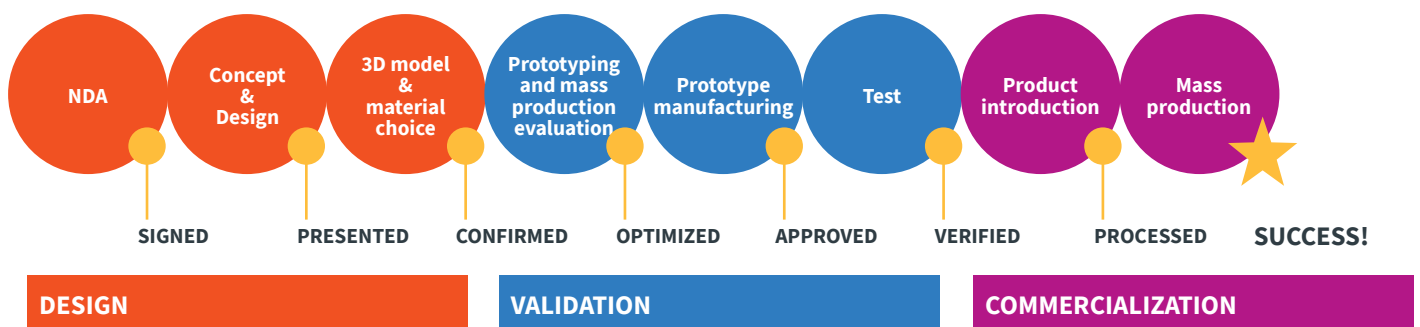 NDA
Concept
&
Design
3D model
&
material
choice
Prototyping
and mass
production
evaluation
Prototype
manufacturing
Test
Product
introduction
Mass
production
SIGNED
PRESENTED
CONFIRMED
OPTIMIZED
APPROVED
VERIFIED
PROCESSED
SUCCESS!
DESIGN
VALIDATION
COMMERCIALIZATION